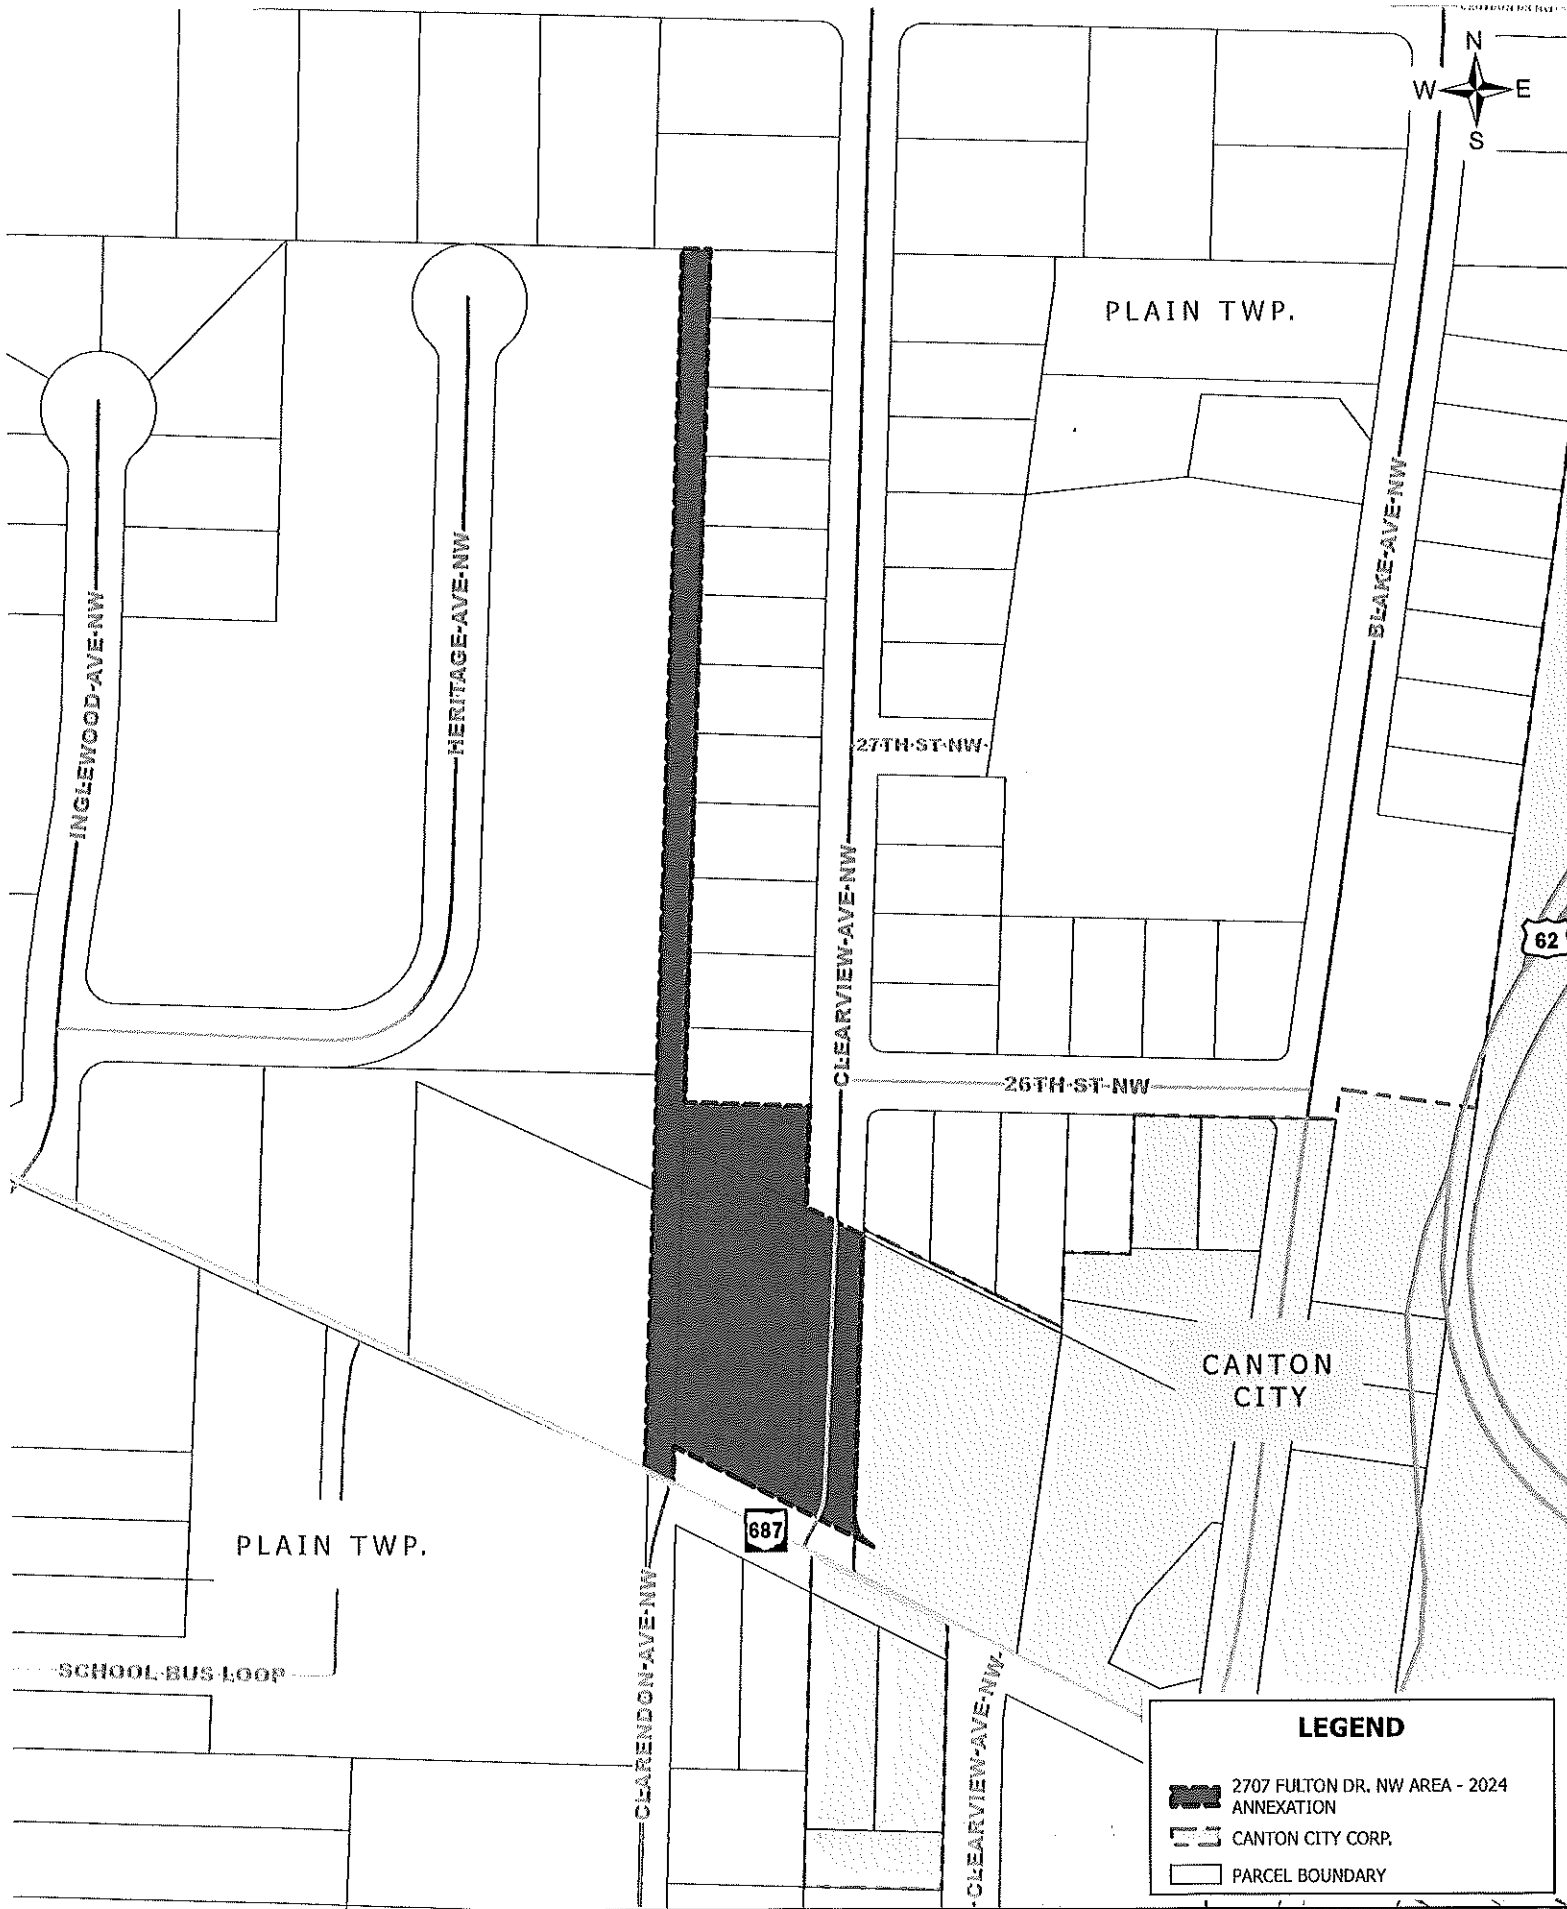 N
W E
S
PLAIN TWP.
BLAKE-AVE-NW
HERITAGE-AVE-NW
INGLEWOOD-AVE-NW
27TH-ST-NW
CLEARVIEW-AVE-NW
62
26TH-ST-NW
CANTON
CITY
687
PLAIN TWP.
SCHOOL-BUS-LOOP
CLARENDON-AVE-NW
CLEARVIEW-AVE-NW
LEGEND
2707 FULTON DR. NW AREA - 2024
ANNEXATION
CANTON CITY CORP.
PARCEL BOUNDARY